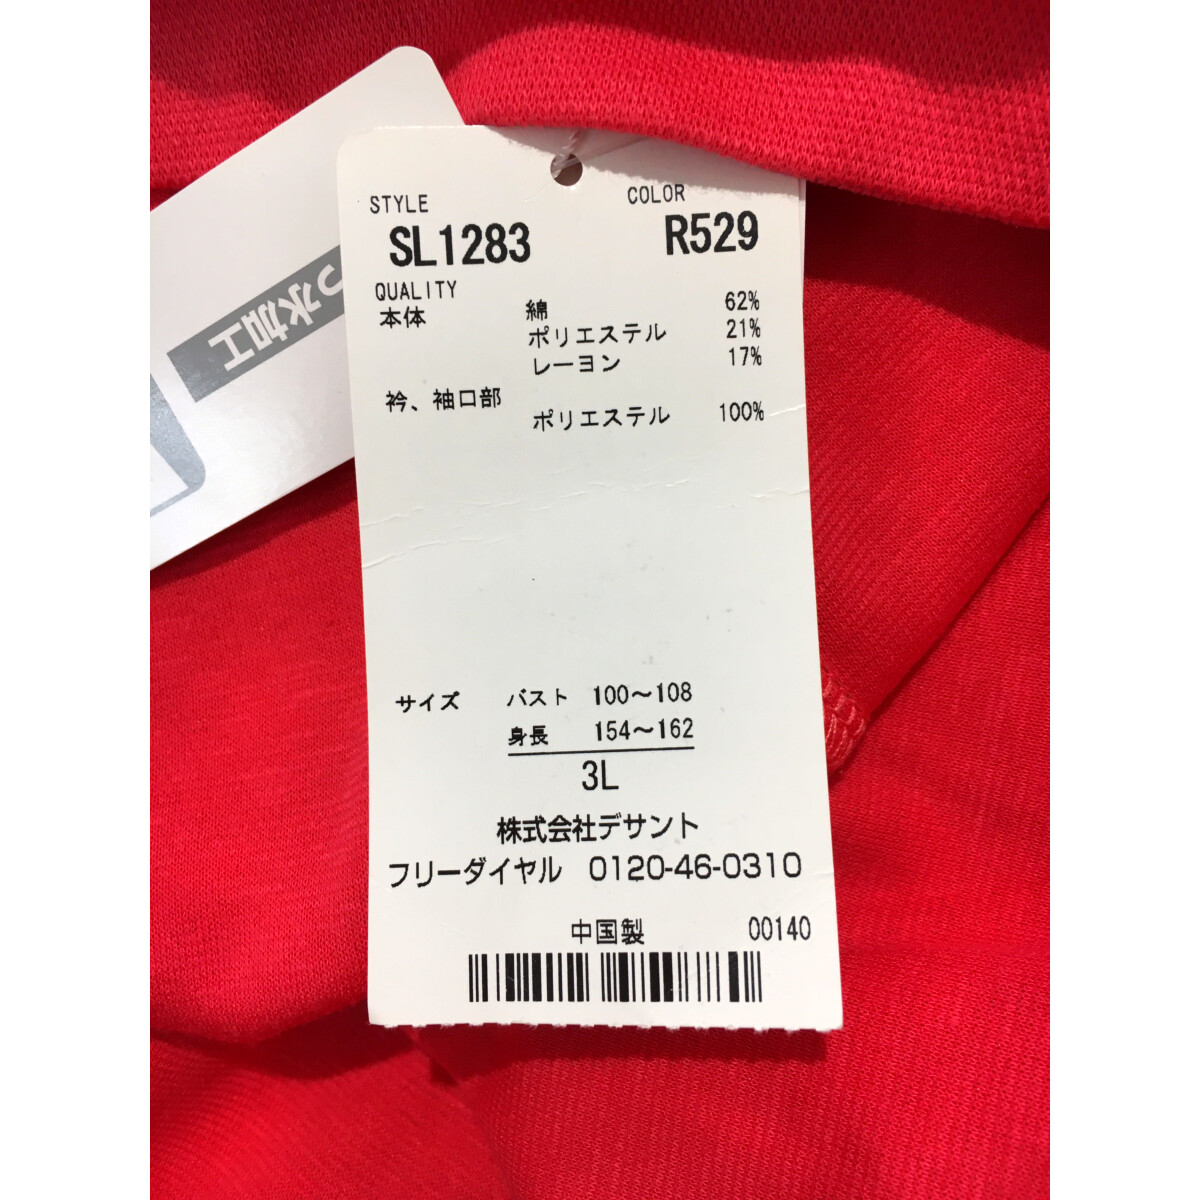 STYLE COLOR
SL1283 R529
QUALITY
本体 綿 62%
ポリエステル 21%
レーヨン 17%
衿、袖口部
ポリエステル 100%
サイズ バスト 100〜108
身長 154〜162
3L
株式会社デサント
フリーダイヤル 0120-46-0310
中国製 00140
水加工